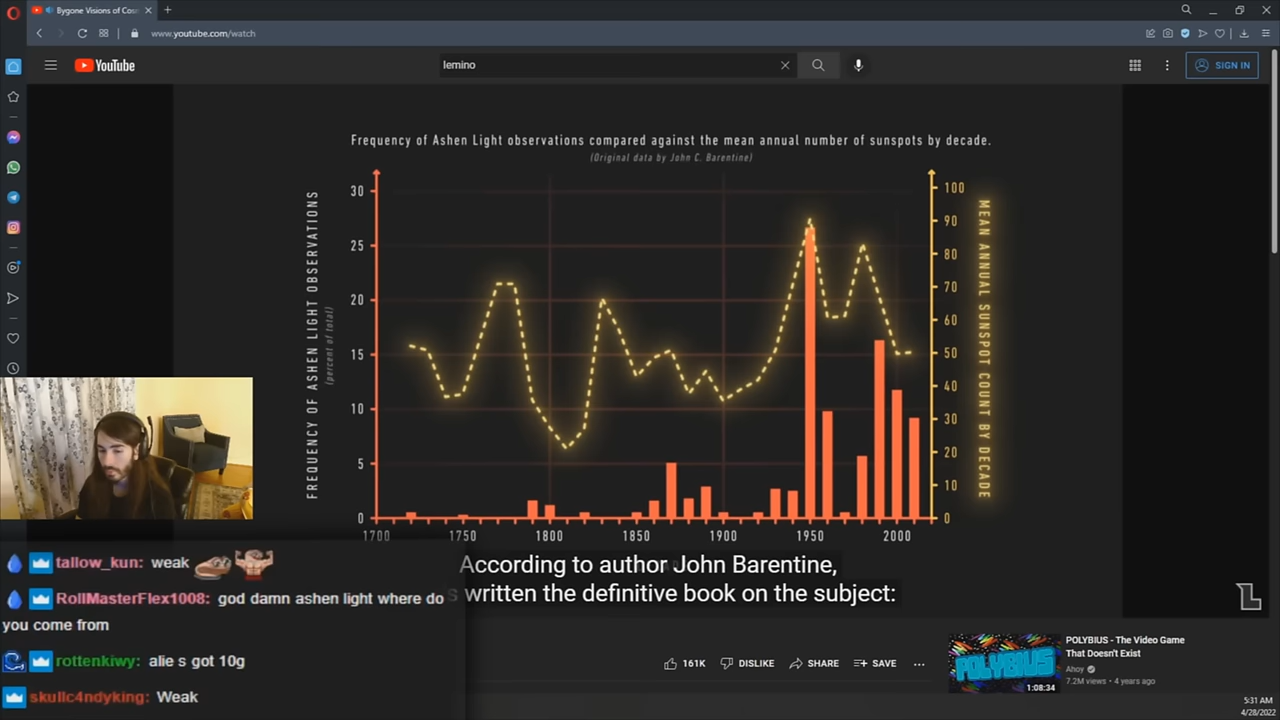 Bygone Visions of Cosm
www.youtube.com/watch
YouTube
lemino
SIGN IN
Frequency of Ashen Light observations compared against the mean annual number of sunspots by decade.
(Original data by John C. Barentine)
FREQUENCY OF ASHEN LIGHT OBSERVATIONS
(percent of total)
30
25
20
15
10
5
0
100
90
80
70
60
50
40
30
20
10
0
MEAN ANNUAL SUNSPOT COUNT BY DECADE
1700 1750 1800 1850 1900 1950 2000
According to author John Barentine,
s written the definitive book on the subject:
tallow_kun: weak
RollMasterFlex1008: god damn ashen light where do
you come from
rottenkiwy: alie s got 10g
skullc4ndyking: Weak
161K DISLIKE SHARE SAVE ...
POLYBIUS - The Video Game
That Doesn't Exist
Ahoy
7.2M views • 4 years ago
POLYBIUS
1:08:34
5:31 AM
4/28/2022